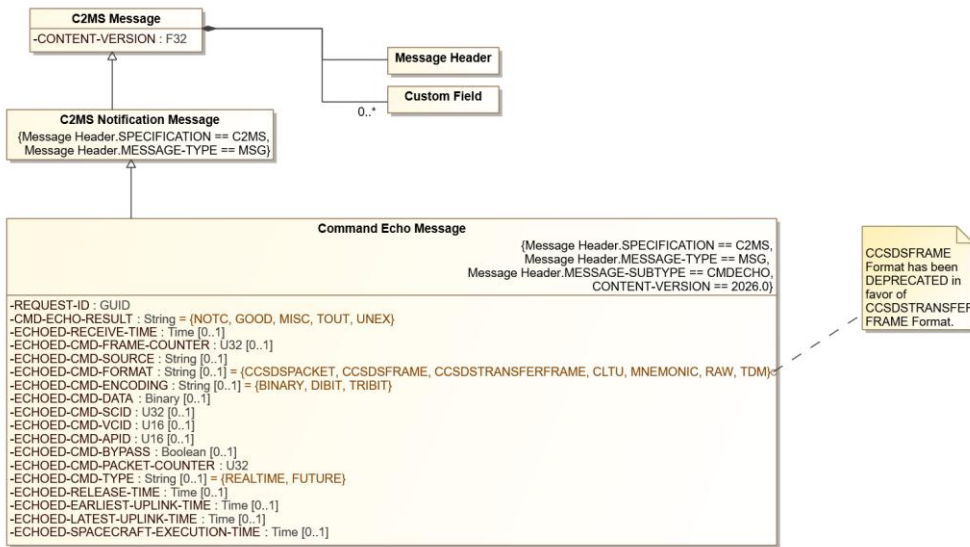 C2MS Message
-CONTENT-VERSION : F32
Message Header
Custom Field
0..*
C2MS Notification Message
{Message Header.SPECIFICATION == C2MS,
Message Header.MESSAGE-TYPE == MSG}
Command Echo Message
{Message Header.SPECIFICATION == C2MS,
Message Header.MESSAGE-TYPE == MSG,
Message Header.MESSAGE-SUBTYPE == CMDECHO,
CONTENT-VERSION == 2026.0}
-REQUEST-ID : GUID
-CMD-ECHO-RESULT : String = {NOTC, GOOD, MISC, TOUT, UNEX}
-ECHOED-RECEIVE-TIME : Time [0..1]
-ECHOED-CMD-FRAME-COUNTER : U32 [0..1]
-ECHOED-CMD-SOURCE : String [0..1]
-ECHOED-CMD-FORMAT : String [0..1] = {CCSDSPACKET, CCSDSFRAME, CCSDSTRANSFERFRAME, CLTU, MNEMONIC, RAW, TDM}
-ECHOED-CMD-ENCODING : String [0..1] = {BINARY, DIBIT, TRIBIT}
-ECHOED-CMD-DATA : Binary [0..1]
-ECHOED-CMD-SCID : U32 [0..1]
-ECHOED-CMD-VCID : U16 [0..1]
-ECHOED-CMD-APID : U16 [0..1]
-ECHOED-CMD-BYPASS : Boolean [0..1]
-ECHOED-CMD-PACKET-COUNTER : U32
-ECHOED-CMD-TYPE : String [0..1] = {REALTIME, FUTURE}
-ECHOED-RELEASE-TIME : Time [0..1]
-ECHOED-EARLIEST-UPLINK-TIME : Time [0..1]
-ECHOED-LATEST-UPLINK-TIME : Time [0..1]
-ECHOED-SPACECRAFT-EXECUTION-TIME : Time [0..1]
CCSDSFRAME
Format has been
DEPRECATED in
favor of
CCSDSTRANSFER
FRAME Format.